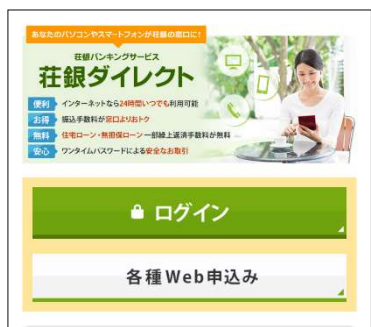 あなたのパソコンやスマートフォンが荘銀の窓口に!
荘銀バンキングサービス
荘銀ダイレクト
便利 インターネットなら24時間いつでも利用可能
お得 振込手数料が窓口よりおトク
無料 住宅ローン・無担保ローン一部繰上返済手数料が無料
安心 ワンタイムパスワードによる安全なお取引
ログイン
各種Web申込み